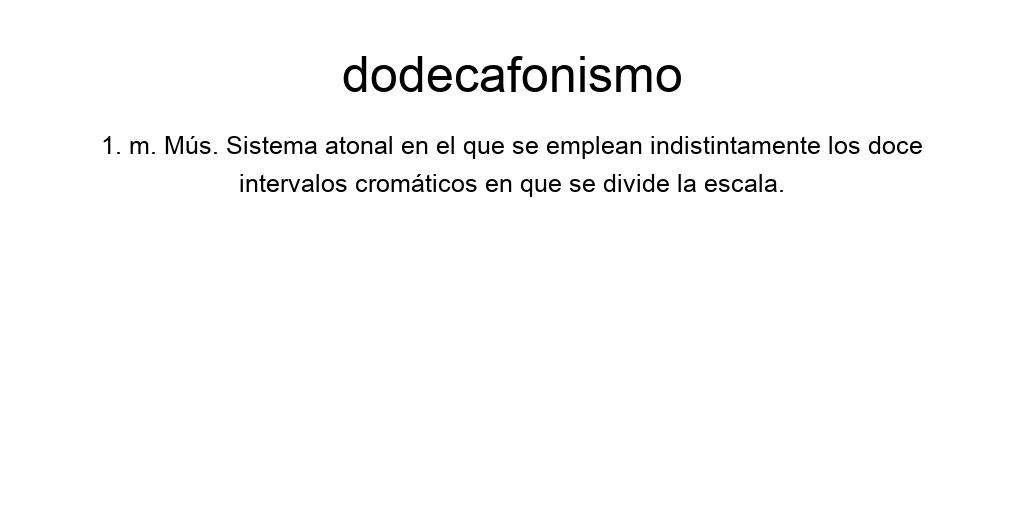 dodecafonismo
1. m. Mús. Sistema atonal en el que se emplean indistintamente los doce
intervalos cromáticos en que se divide la escala.